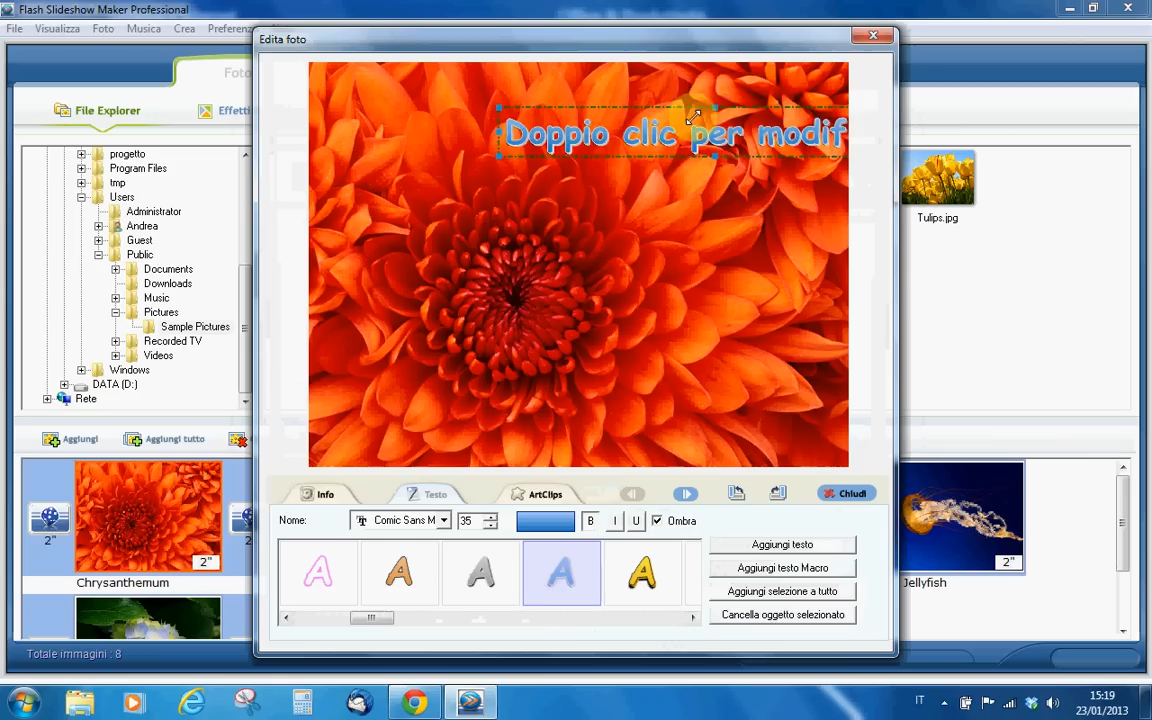 Flash Slideshow Maker Professional
File Visualizza Foto Musica Crea
Edita foto
File Explorer
Doppio clic per modif
progetto
Program Files
tmp
Users
Administrator
Andrea
Guest
Public
Documents
Downloads
Music
Pictures
Sample Pictures
Recorded TV
Videos
Windows
DATA (D:)
Rete
Tulips.jpg
Aggiungi Aggiungi tutto
Info Testo ArtClips Chiudi
Nome: Comic Sans M 35 B I U Ombra
A A A A A
Aggiungi testo
Aggiungi testo Macro
Aggiungi selezione a tutto
Cancella oggetto selezionato
2" 2" 2" 2"
Chrysanthemum Jellyfish
Totale immagini : 8
IT 15:19
23/01/2013